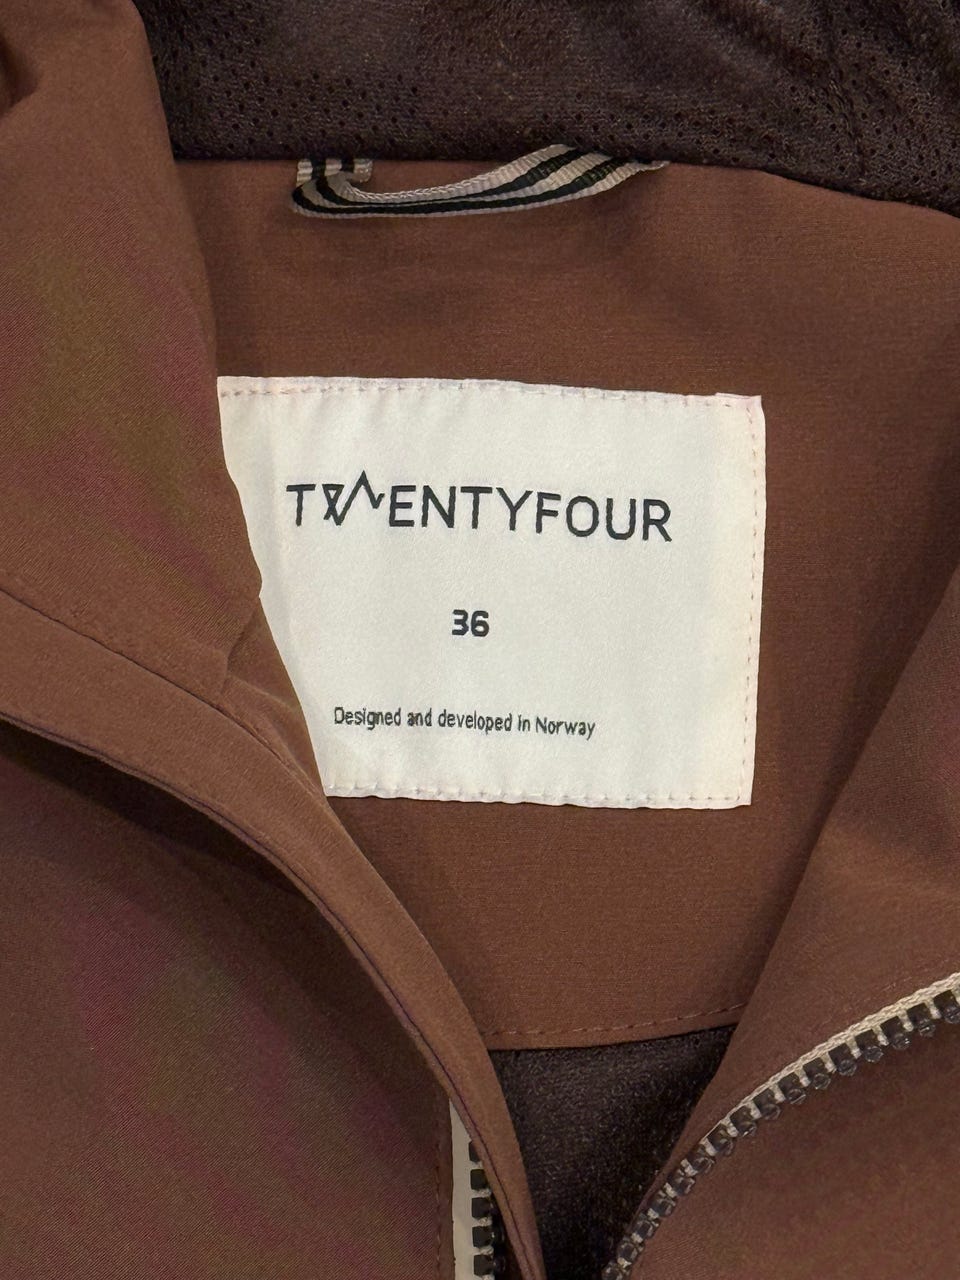 TWENTYFOUR
36
Designed and developed in Norway